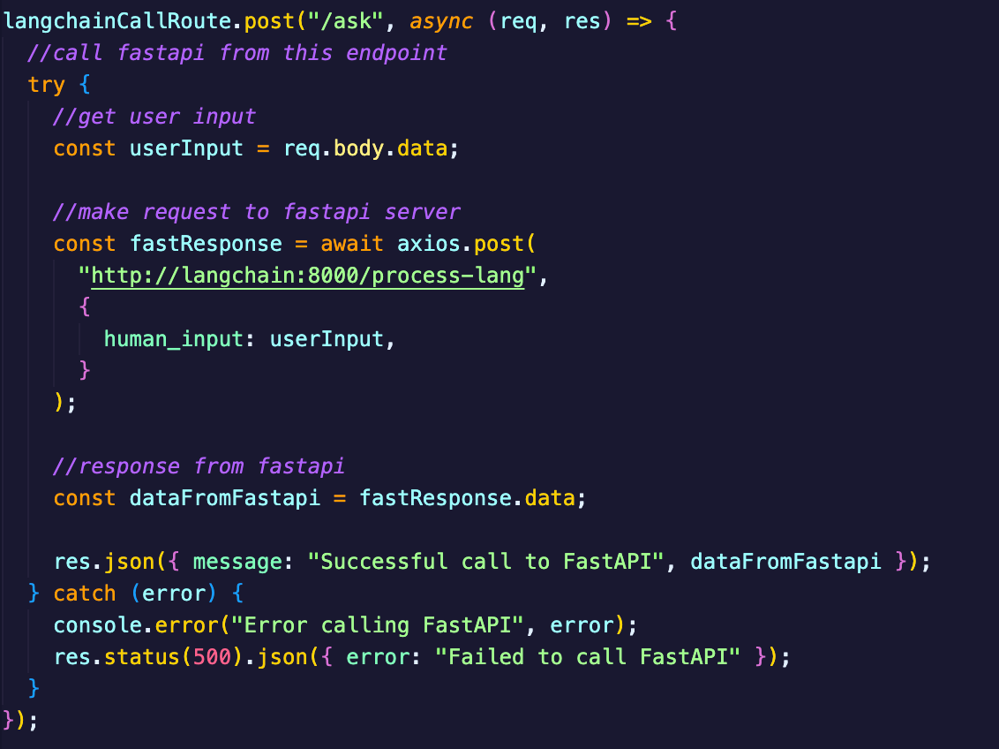 langchainCallRoute.post("/ask", async (req, res) => {
//call fastapi from this endpoint
try {
//get user input
const userInput = req.body.data;
//make request to fastapi server
const fastResponse = await axios.post(
"http://langchain:8000/process-lang",
{
human_input: userInput,
}
);
//response from fastapi
const dataFromFastapi = fastResponse.data;
res.json({ message: "Successful call to FastAPI", dataFromFastapi });
} catch (error) {
console.error("Error calling FastAPI", error);
res.status(500).json({ error: "Failed to call FastAPI" });
}
});